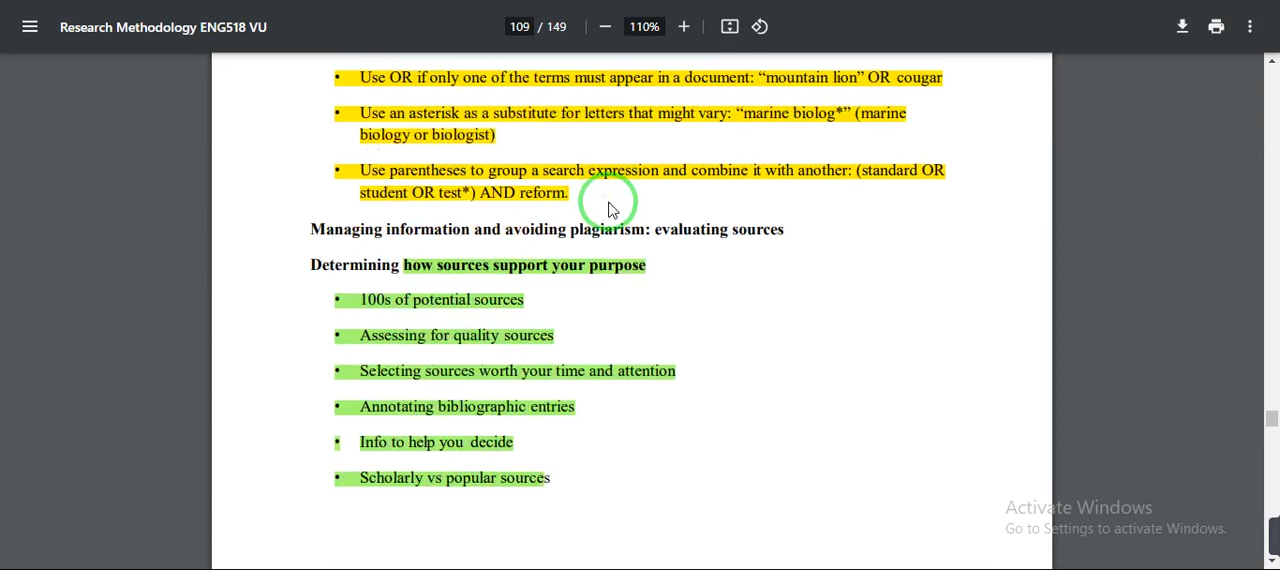 Research Methodology ENG518 VU
109 / 149
110%
• Use OR if only one of the terms must appear in a document: “mountain lion” OR cougar
• Use an asterisk as a substitute for letters that might vary: “marine biolog*” (marine
biology or biologist)
• Use parentheses to group a search expression and combine it with another: (standard OR
student OR test*) AND reform.
Managing information and avoiding plagiarism: evaluating sources
Determining how sources support your purpose
• 100s of potential sources
• Assessing for quality sources
• Selecting sources worth your time and attention
• Annotating bibliographic entries
• Info to help you decide
• Scholarly vs popular sources
Activate Windows
Go to Settings to activate Windows.